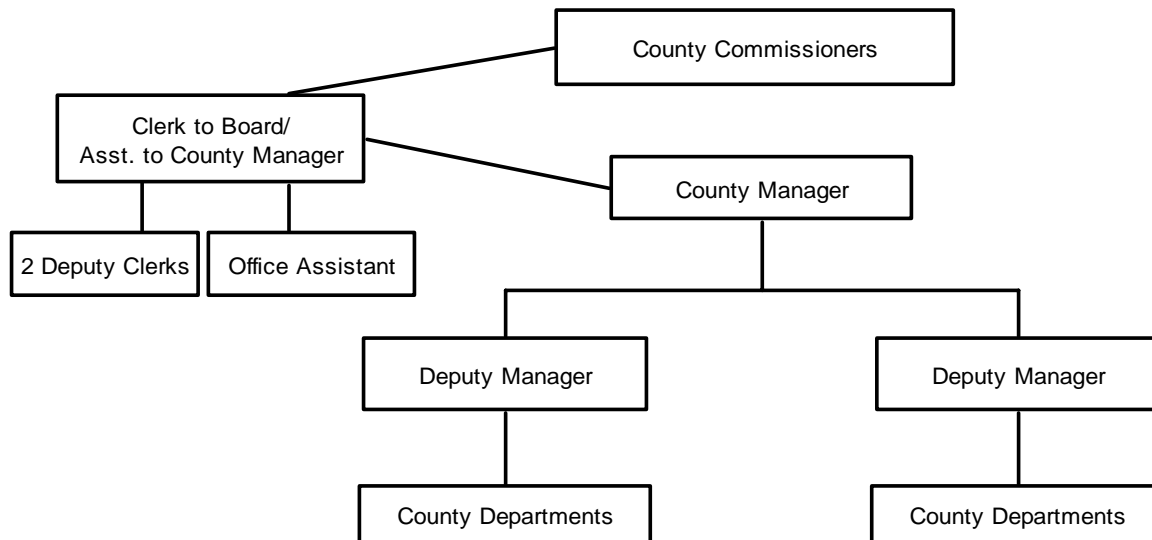 County Commissioners
Clerk to Board/
Asst. to County Manager
County Manager
2 Deputy Clerks
Office Assistant
Deputy Manager
Deputy Manager
County Departments
County Departments